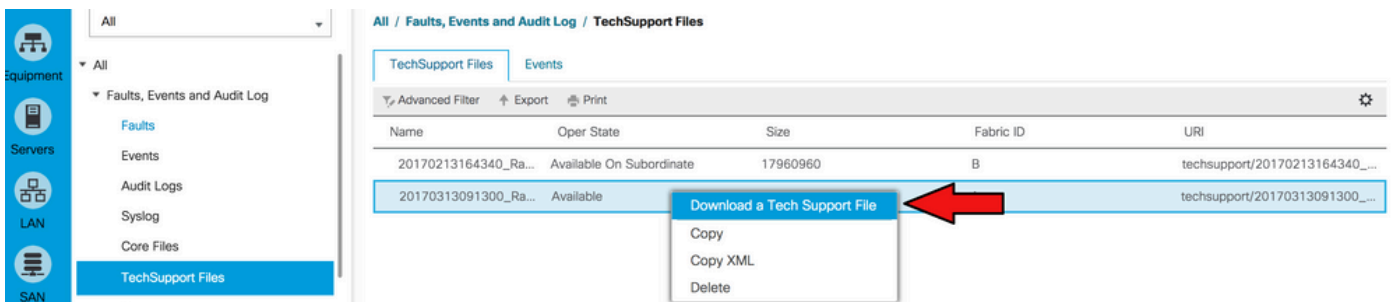 All
All / Faults, Events and Audit Log / TechSupport Files
Equipment
All
TechSupport Files Events
Faults, Events and Audit Log
Advanced Filter Export Print
Faults
Name Oper State Size Fabric ID URI
Servers
Events
20170213164340_Ra... Available On Subordinate 17960960 B techsupport/20170213164340_...
Audit Logs
20170313091300_Ra... Available techsupport/20170313091300_...
Download a Tech Support File
LAN
Syslog
Copy
Core Files
Copy XML
TechSupport Files
Delete
SAN